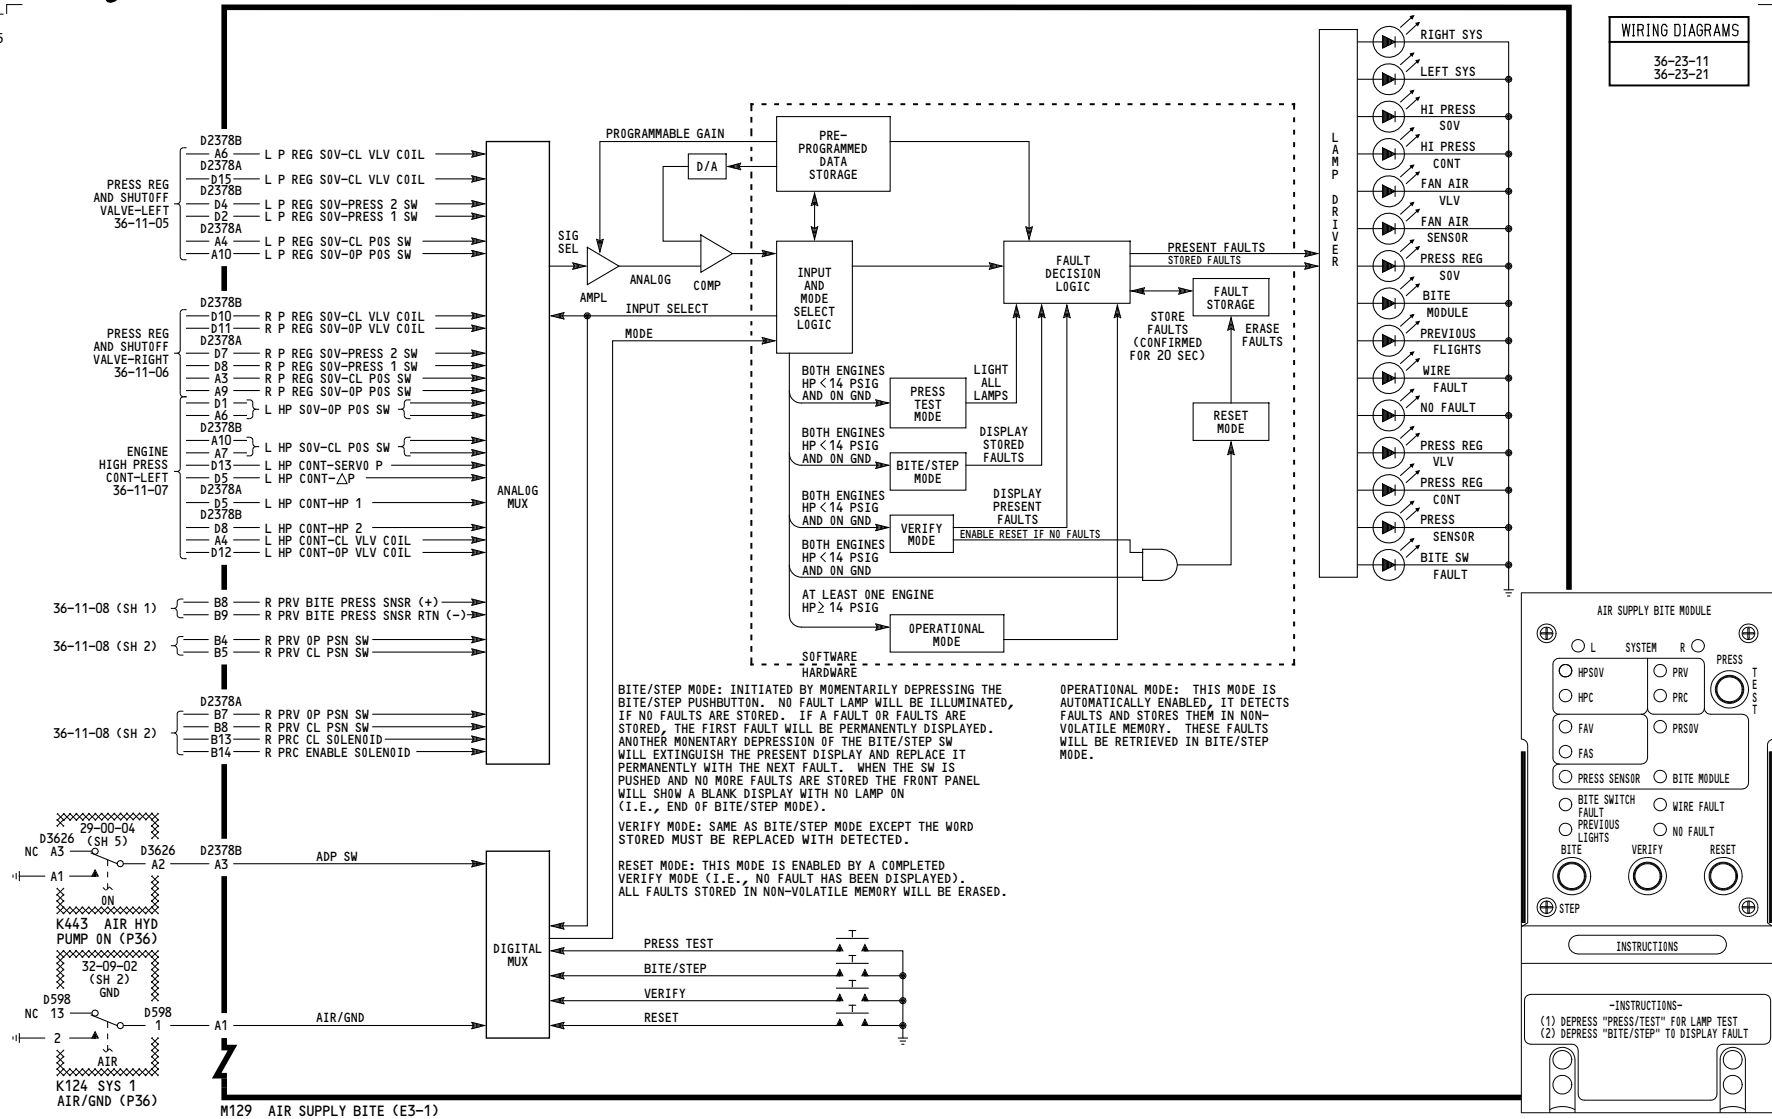 WIRING DIAGRAMS
36-23-11
36-23-21
D2378B
A6 L P REG SOV-CL VLV COIL
D2378A
D15 L P REG SOV-CL VLV COIL
D2378B
D4 L P REG SOV-PRESS 2 SW
D2 L P REG SOV-PRESS 1 SW
D2378A
A4 L P REG SOV-CL POS SW
A10 L P REG SOV-OP POS SW
PRESS REG
AND SHUTOFF
VALVE-LEFT
36-11-05
D2378B
D10 R P REG SOV-CL VLV COIL
D11 R P REG SOV-OP VLV COIL
D2378A
D7 R P REG SOV-PRESS 2 SW
D8 R P REG SOV-PRESS 1 SW
A3 R P REG SOV-CL POS SW
A9 R P REG SOV-OP POS SW
PRESS REG
AND SHUTOFF
VALVE-RIGHT
36-11-06
D1
A6
L HP SOV-OP POS SW
D2378B
A10
A7
L HP SOV-CL POS SW
D13 L HP CONT-SERVO P
D5 L HP CONT-△P
D2378A
D5 L HP CONT-HP 1
D2378B
D8 L HP CONT-HP 2
A4 L HP CONT-CL VLV COIL
D12 L HP CONT-OP VLV COIL
ENGINE
HIGH PRESS
CONT-LEFT
36-11-07
36-11-08 (SH 1)
B8 R PRV BITE PRESS SNSR (+)
B9 R PRV BITE PRESS SNSR RTN (-)
36-11-08 (SH 2)
B4 R PRV OP PSN SW
B5 R PRV CL PSN SW
D2378A
36-11-08 (SH 2)
B7 R PRV OP PSN SW
B8 R PRV CL PSN SW
B13 R PRC CL SOLENOID
B14 R PRC ENABLE SOLENOID
ANALOG
MUX
SIG
SEL
AMPL
ANALOG
COMP
PROGRAMMABLE GAIN
D/A
PRE-
PROGRAMMED
DATA
STORAGE
INPUT SELECT
MODE
INPUT
AND
MODE
SELECT
LOGIC
FAULT
DECISION
LOGIC
PRESENT FAULTS
STORED FAULTS
FAULT
STORAGE
STORE
FAULTS
(CONFIRMED
FOR 20 SEC)
ERASE
FAULTS
RESET
MODE
BOTH ENGINES
HP < 14 PSIG
AND ON GND
PRESS
TEST
MODE
LIGHT
ALL
LAMPS
BOTH ENGINES
HP < 14 PSIG
AND ON GND
BITE/STEP
MODE
DISPLAY
STORED
FAULTS
BOTH ENGINES
HP < 14 PSIG
AND ON GND
VERIFY
MODE
DISPLAY
PRESENT
FAULTS
ENABLE RESET IF NO FAULTS
BOTH ENGINES
HP < 14 PSIG
AND ON GND
AT LEAST ONE ENGINE
HP≥ 14 PSIG
OPERATIONAL
MODE
SOFTWARE
HARDWARE
BITE/STEP MODE: INITIATED BY MOMENTARILY DEPRESSING THE
BITE/STEP PUSHBUTTON. NO FAULT LAMP WILL BE ILLUMINATED,
IF NO FAULTS ARE STORED. IF A FAULT OR FAULTS ARE
STORED, THE FIRST FAULT WILL BE PERMANENTLY DISPLAYED.
ANOTHER MONENTARY DEPRESSION OF THE BITE/STEP SW
WILL EXTINGUISH THE PRESENT DISPLAY AND REPLACE IT
PERMANENTLY WITH THE NEXT FAULT. WHEN THE SW IS
PUSHED AND NO MORE FAULTS ARE STORED THE FRONT PANEL
WILL SHOW A BLANK DISPLAY WITH NO LAMP ON
(I.E., END OF BITE/STEP MODE).
VERIFY MODE: SAME AS BITE/STEP MODE EXCEPT THE WORD
STORED MUST BE REPLACED WITH DETECTED.
RESET MODE: THIS MODE IS ENABLED BY A COMPLETED
VERIFY MODE (I.E., NO FAULT HAS BEEN DISPLAYED).
ALL FAULTS STORED IN NON-VOLATILE MEMORY WILL BE ERASED.
OPERATIONAL MODE: THIS MODE IS
AUTOMATICALLY ENABLED, IT DETECTS
FAULTS AND STORES THEM IN NON-
VOLATILE MEMORY. THESE FAULTS
WILL BE RETRIEVED IN BITE/STEP
MODE.
LAMP DRIVER
RIGHT SYS
LEFT SYS
HI PRESS
SOV
HI PRESS
CONT
FAN AIR
VLV
FAN AIR
SENSOR
PRESS REG
SOV
BITE
MODULE
PREVIOUS
FLIGHTS
WIRE
FAULT
NO FAULT
PRESS REG
VLV
PRESS REG
CONT
PRESS
SENSOR
BITE SW
FAULT
29-00-04
(SH 5)
D3626
NC A3
D3626
A2
A1
ON
K443 AIR HYD
PUMP ON (P36)
D2378B
A3
ADP SW
32-09-02
(SH 2)
GND
D598
NC 13
D598
1
2
AIR
K124 SYS 1
AIR/GND (P36)
A1
AIR/GND
DIGITAL
MUX
PRESS TEST
BITE/STEP
VERIFY
RESET
M129 AIR SUPPLY BITE (E3-1)
AIR SUPPLY BITE MODULE
L SYSTEM R
HPSOV PRV
HPC PRC
PRESS
TEST
FAV PRSOV
FAS
PRESS SENSOR BITE MODULE
BITE SWITCH
FAULT
WIRE FAULT
PREVIOUS
LIGHTS
NO FAULT
BITE VERIFY RESET
STEP
INSTRUCTIONS
-INSTRUCTIONS-
(1) DEPRESS "PRESS/TEST" FOR LAMP TEST
(2) DEPRESS "BITE/STEP" TO DISPLAY FAULT